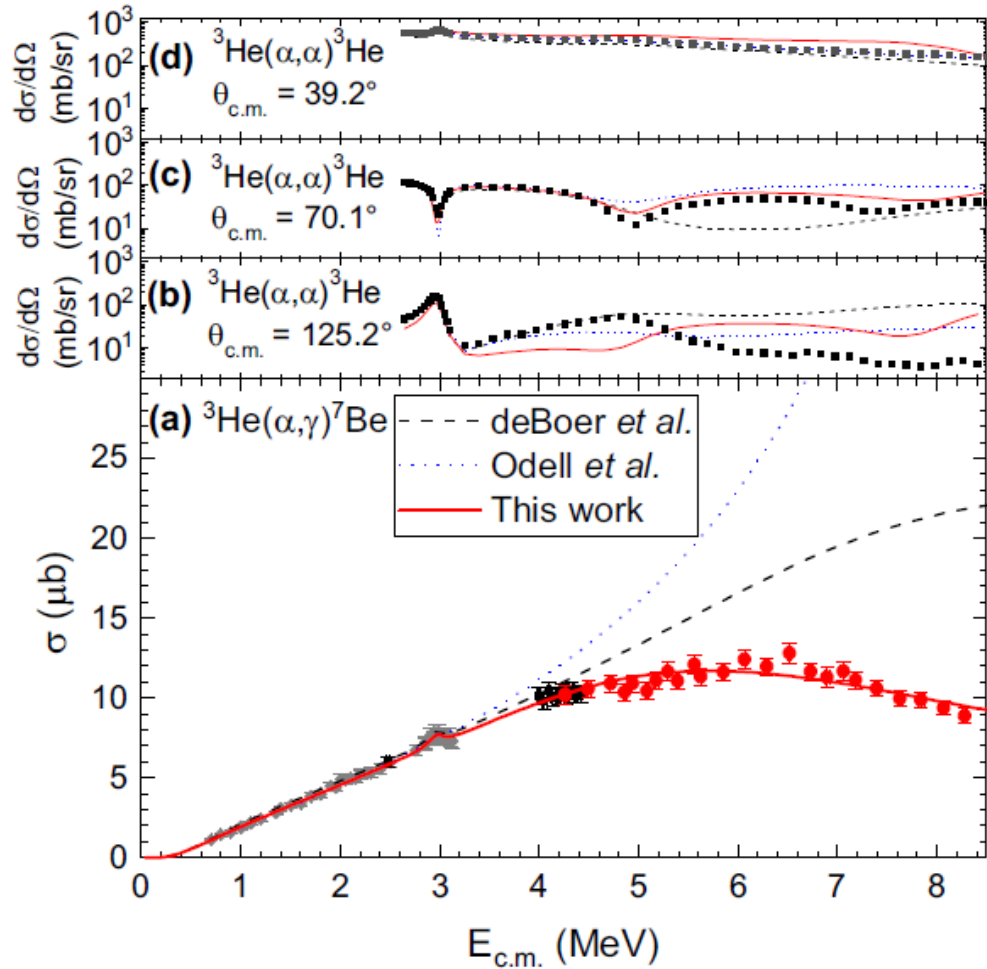 (d) ³He(α,α)³He
θc.m. = 39.2°
dσ/dΩ
(mb/sr)
10³
10²
10¹
(c) ³He(α,α)³He
θc.m. = 70.1°
dσ/dΩ
(mb/sr)
10³
10²
10¹
(b) ³He(α,α)³He
θc.m. = 125.2°
dσ/dΩ
(mb/sr)
10³
10²
10¹
(a) ³He(α,γ)⁷Be
deBoer et al.
Odell et al.
This work
σ (μb)
25
20
15
10
5
0
0 1 2 3 4 5 6 7 8
Ec.m. (MeV)